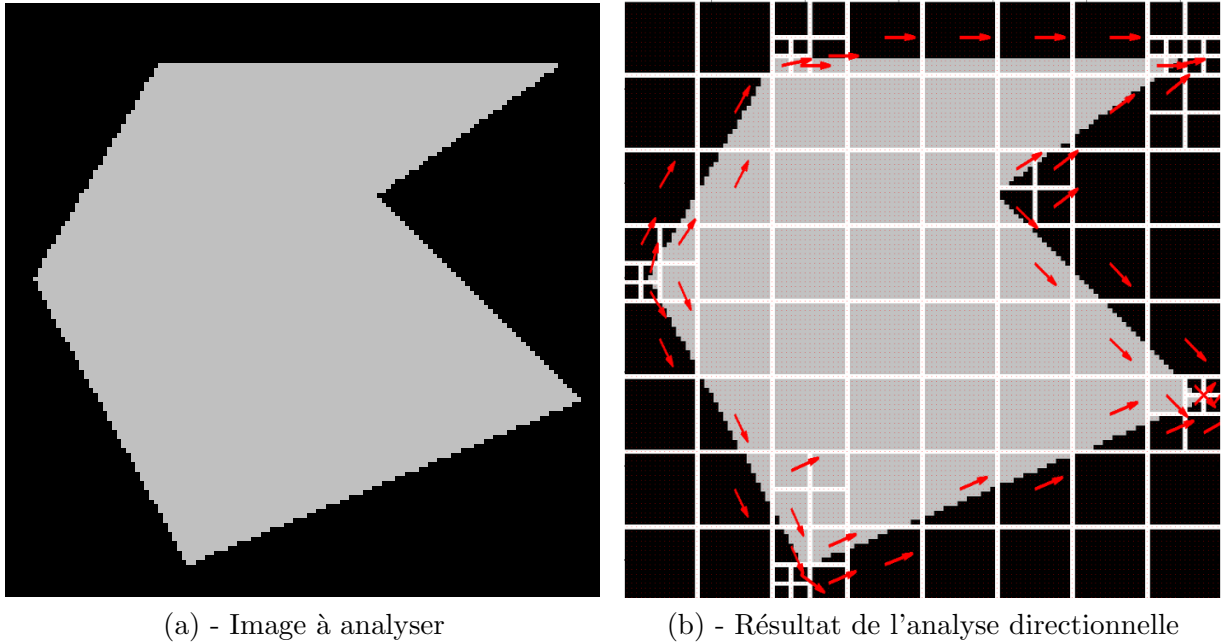 (a) - Image à analyser
(b) - Résultat de l'analyse directionnelle